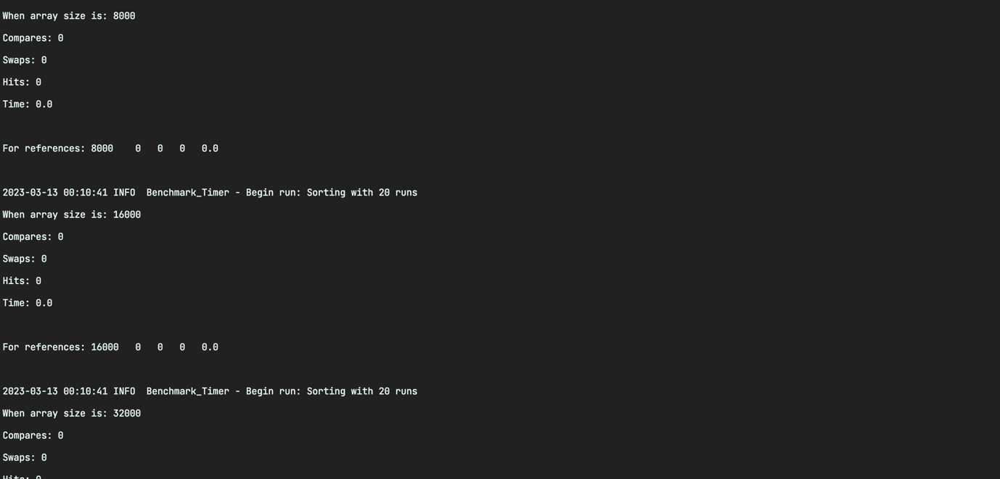 When array size is: 8000
Compares: 0
Swaps: 0
Hits: 0
Time: 0.0
For references: 8000    0   0   0   0.0
2023-03-13 00:10:41 INFO  Benchmark_Timer - Begin run: Sorting with 20 runs
When array size is: 16000
Compares: 0
Swaps: 0
Hits: 0
Time: 0.0
For references: 16000   0   0   0   0.0
2023-03-13 00:10:41 INFO  Benchmark_Timer - Begin run: Sorting with 20 runs
When array size is: 32000
Compares: 0
Swaps: 0
Hits: 0